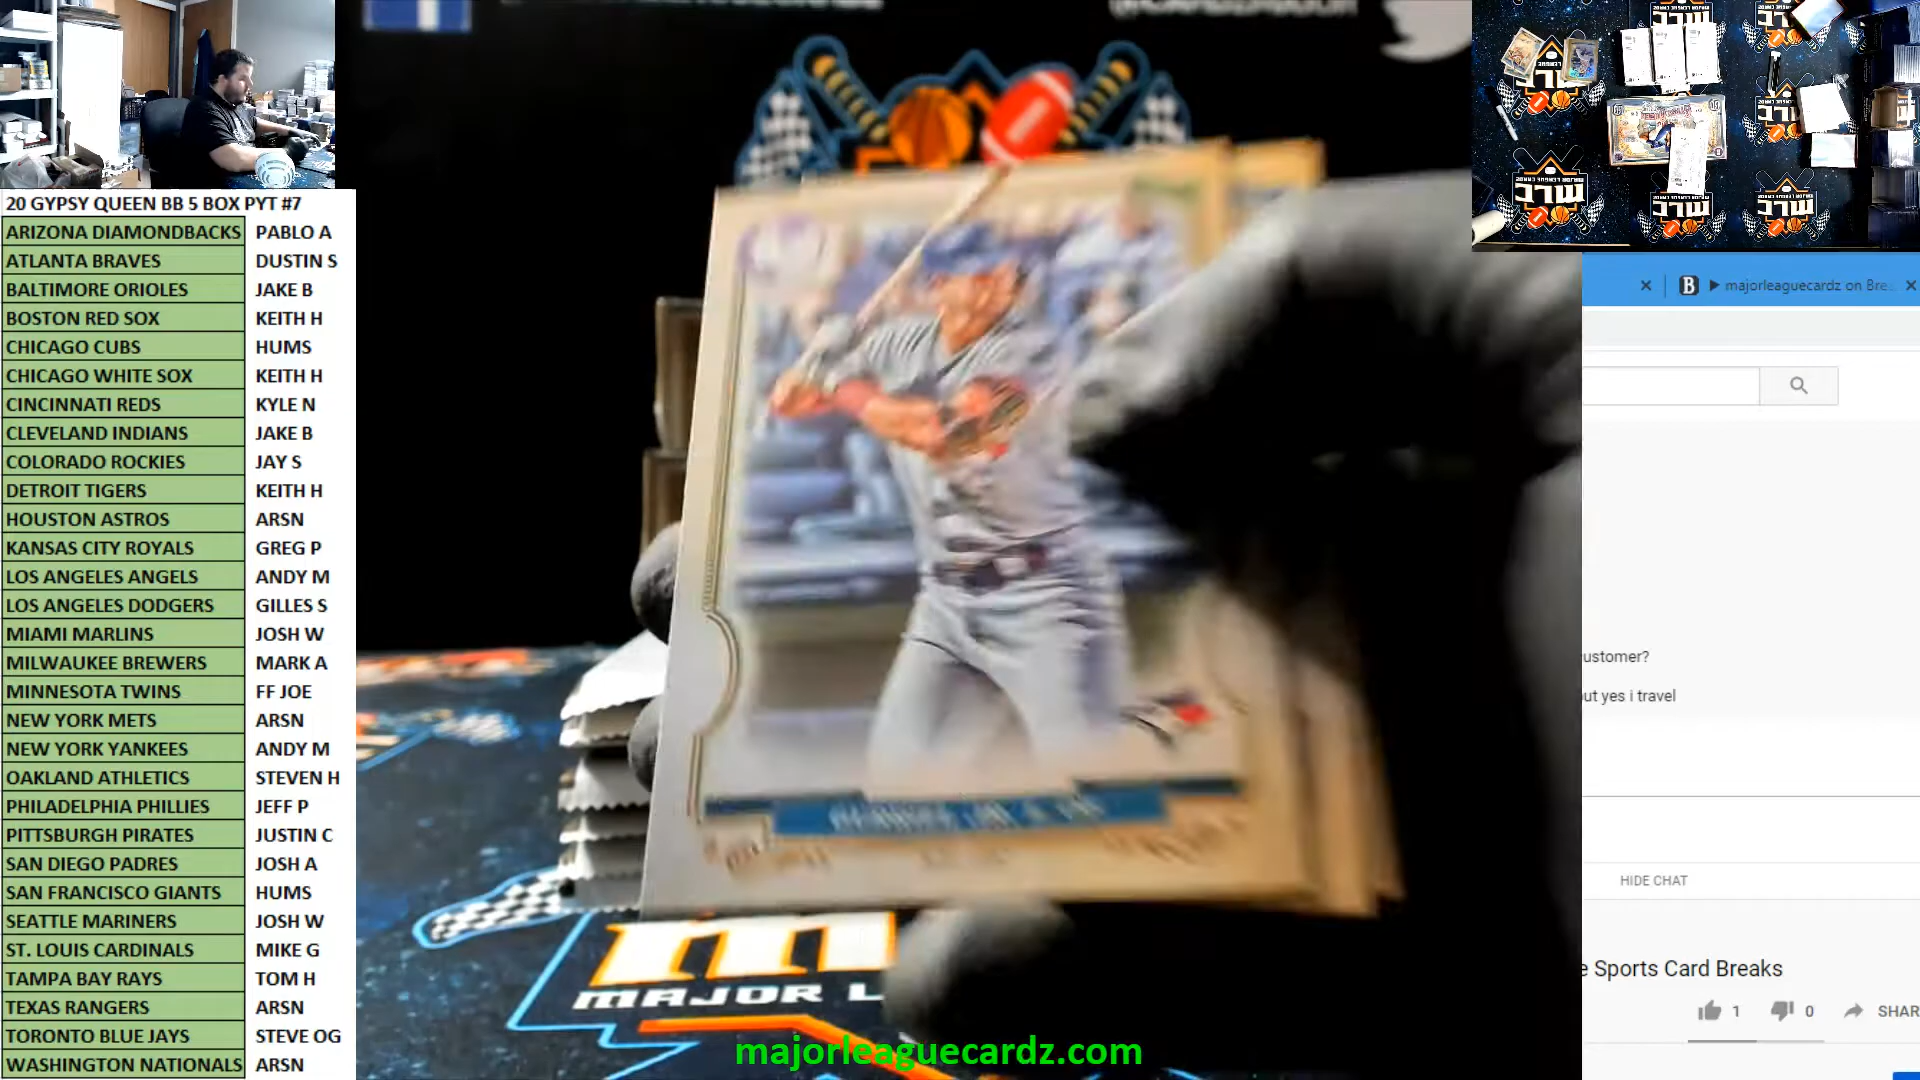 20 GYPSY QUEEN BB 5 BOX PYT #7
ARIZONA DIAMONDBACKS PABLO A
ATLANTA BRAVES DUSTIN S
BALTIMORE ORIOLES JAKE B
BOSTON RED SOX KEITH H
CHICAGO CUBS HUMS
CHICAGO WHITE SOX KEITH H
CINCINNATI REDS KYLE N
CLEVELAND INDIANS JAKE B
COLORADO ROCKIES JAY S
DETROIT TIGERS KEITH H
HOUSTON ASTROS ARSN
KANSAS CITY ROYALS GREG P
LOS ANGELES ANGELS ANDY M
LOS ANGELES DODGERS GILLES S
MIAMI MARLINS JOSH W
MILWAUKEE BREWERS MARK A
MINNESOTA TWINS FF JOE
NEW YORK METS ARSN
NEW YORK YANKEES ANDY M
OAKLAND ATHLETICS STEVEN H
PHILADELPHIA PHILLIES JEFF P
PITTSBURGH PIRATES JUSTIN C
SAN DIEGO PADRES JOSH A
SAN FRANCISCO GIANTS HUMS
SEATTLE MARINERS JOSH W
ST. LOUIS CARDINALS MIKE G
TAMPA BAY RAYS TOM H
TEXAS RANGERS ARSN
TORONTO BLUE JAYS STEVE OG
WASHINGTON NATIONALS ARSN
MAJOR L
majorleaguecardz.com
majorleaguecardz on Bre
ustomer?
ut yes i travel
HIDE CHAT
e Sports Card Breaks
1 0 SHAR